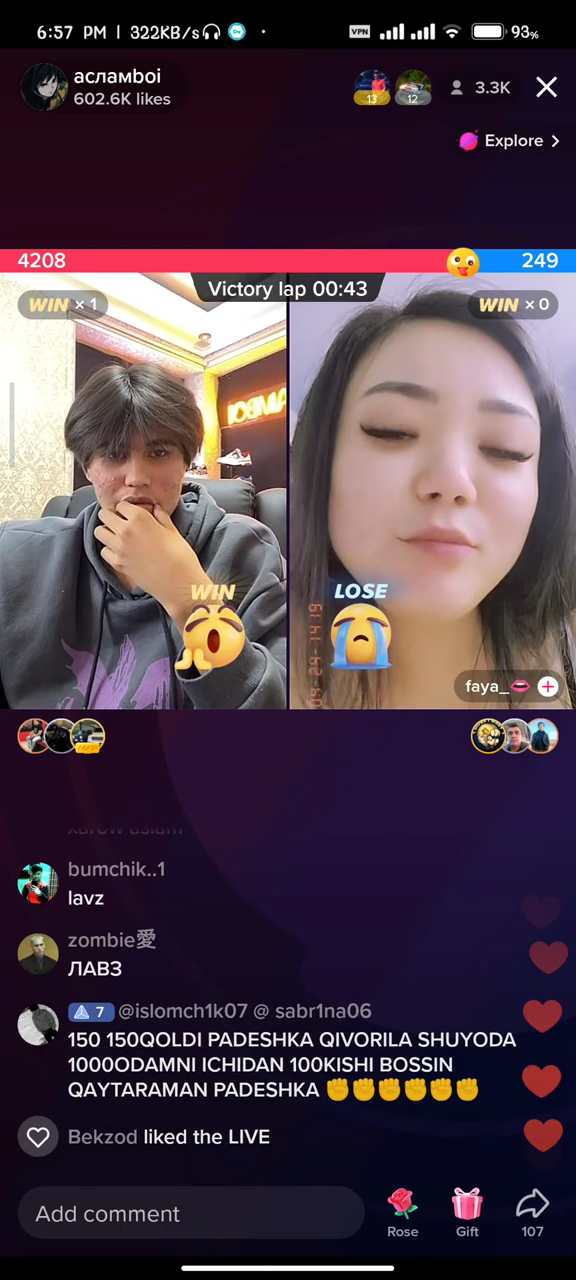 6:57 PM | 322KB/s
VPN
93%
асламboi
602.6K likes
13
12
3.3K
Explore
4208
249
Victory lap 00:43
WIN × 1
WIN × 0
WIN
LOSE
faya_👄
bumchik..1
lavz
zombie愛
ЛАВЗ
7 @islomch1k07 @ sabr1na06
150 150QOLDI PADESHKA QIVORILA SHUYODA
1000ODAMNI ICHIDAN 100KISHI BOSSIN
QAYTARAMAN PADESHKA ✊✊✊✊✊✊
Bekzod liked the LIVE
Add comment
Rose
Gift
107